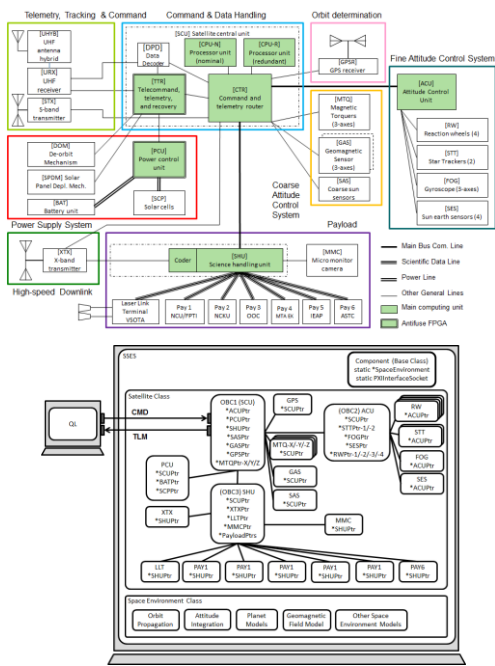 Telemetry, Tracking & Command
Command & Data Handling
Orbit determination
[UHYB]
UHF
antenna
hybrid
[URX]
UHF
receiver
[STX]
S-band
transmitter
[SCU] Satellite central unit
[DPD]
Data
Decoder
[CPU-N]
Processor unit
(nominal)
[CPU-R]
Processor unit
(redundant)
[TTR]
Telecommand,
telemetry,
and recovery
[CTR]
Command and
telemetry router
[GPSR]
GPS receiver
Fine Attitude Control System
[ACU]
Attitude Control
Unit
[RW]
Reaction wheels (4)
[STT]
Star Trackers (2)
[FOG]
Gyroscope (3-axes)
[SES]
Sun earth sensors (4)
[MTQ]
Magnetic
Torquers
(3-axes)
[GAS]
Geomagnetic
Sensor
(3-axes)
[SAS]
Coarse sun
sensors
Coarse
Attitude
Control
System
[DOM]
De-orbit
Mechanism
[SPDM] Solar
Panel Depl. Mech.
[BAT]
Battery unit
[PCU]
Power control
unit
[SCP]
Solar cells
Power Supply System
[XTX]
X-band
transmitter
High-speed Downlink
Payload
Coder
[SHU]
Science handling unit
[MMC]
Micro monitor
camera
Laser Link
Terminal
VSOTA
Pay 1
NCU/FPTI
Pay 2
NCKU
Pay 3
OOC
Pay 4
MTA EK
Pay 5
IEAP
Pay 6
ASTC
Main Bus Com. Line
Scientific Data Line
Power Line
Other General Lines
Main computing unit
Antifuse FPGA
SSES
Component (Base Class)
static *SpaceEnvironment
static PXIInterfaceSocket
Satellite Class
QL
CMD
TLM
OBC1 (SCU)
*ACUPtr
*PCUPtr
*SHUPtr
*SASPtr
*GASPtr
*GPSPtr
*MTQPtr-X/Y/Z
GPS
*SCUPtr
MTQ-X/-Y/-Z
*SCUPtr
GAS
*SCUPtr
SAS
*SCUPtr
(OBC2) ACU
*SCUPtr
*STTPtr-1/-2
*FOGPtr
*SESPtr
*RWPtr-1/-2/-3/-4
RW
*ACUPtr
STT
*ACUPtr
FOG
*ACUPtr
SES
*ACUPtr
PCU
*SCUPtr
*BATPtr
*SCPPtr
XTX
*SHUPtr
(OBC3) SHU
*SCUPtr
*XTXPtr
*LLTPtr
*MMCPtr
*PayloadPtrs
MMC
*SHUPtr
LLT
*SHUPtr
PAY1
*SHUPtr
PAY1
*SHUPtr
PAY1
*SHUPtr
PAY1
*SHUPtr
PAY1
*SHUPtr
PAY6
*SHUPtr
Space Environment Class
Orbit
Propagation
Attitude
Integration
Planet
Models
Geomagnetic
Field Model
Other Space
Environment Models